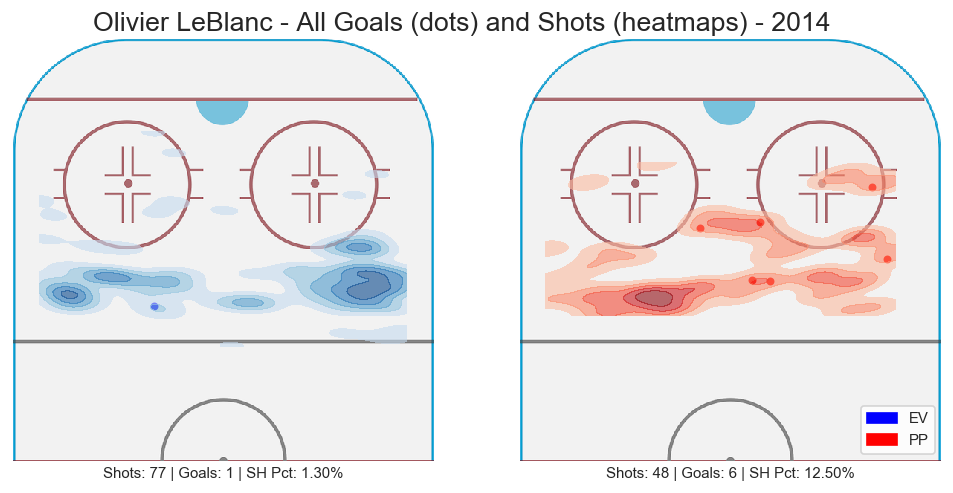 Olivier LeBlanc - All Goals (dots) and Shots (heatmaps) - 2014
EV
PP
Shots: 77 | Goals: 1 | SH Pct: 1.30%
Shots: 48 | Goals: 6 | SH Pct: 12.50%